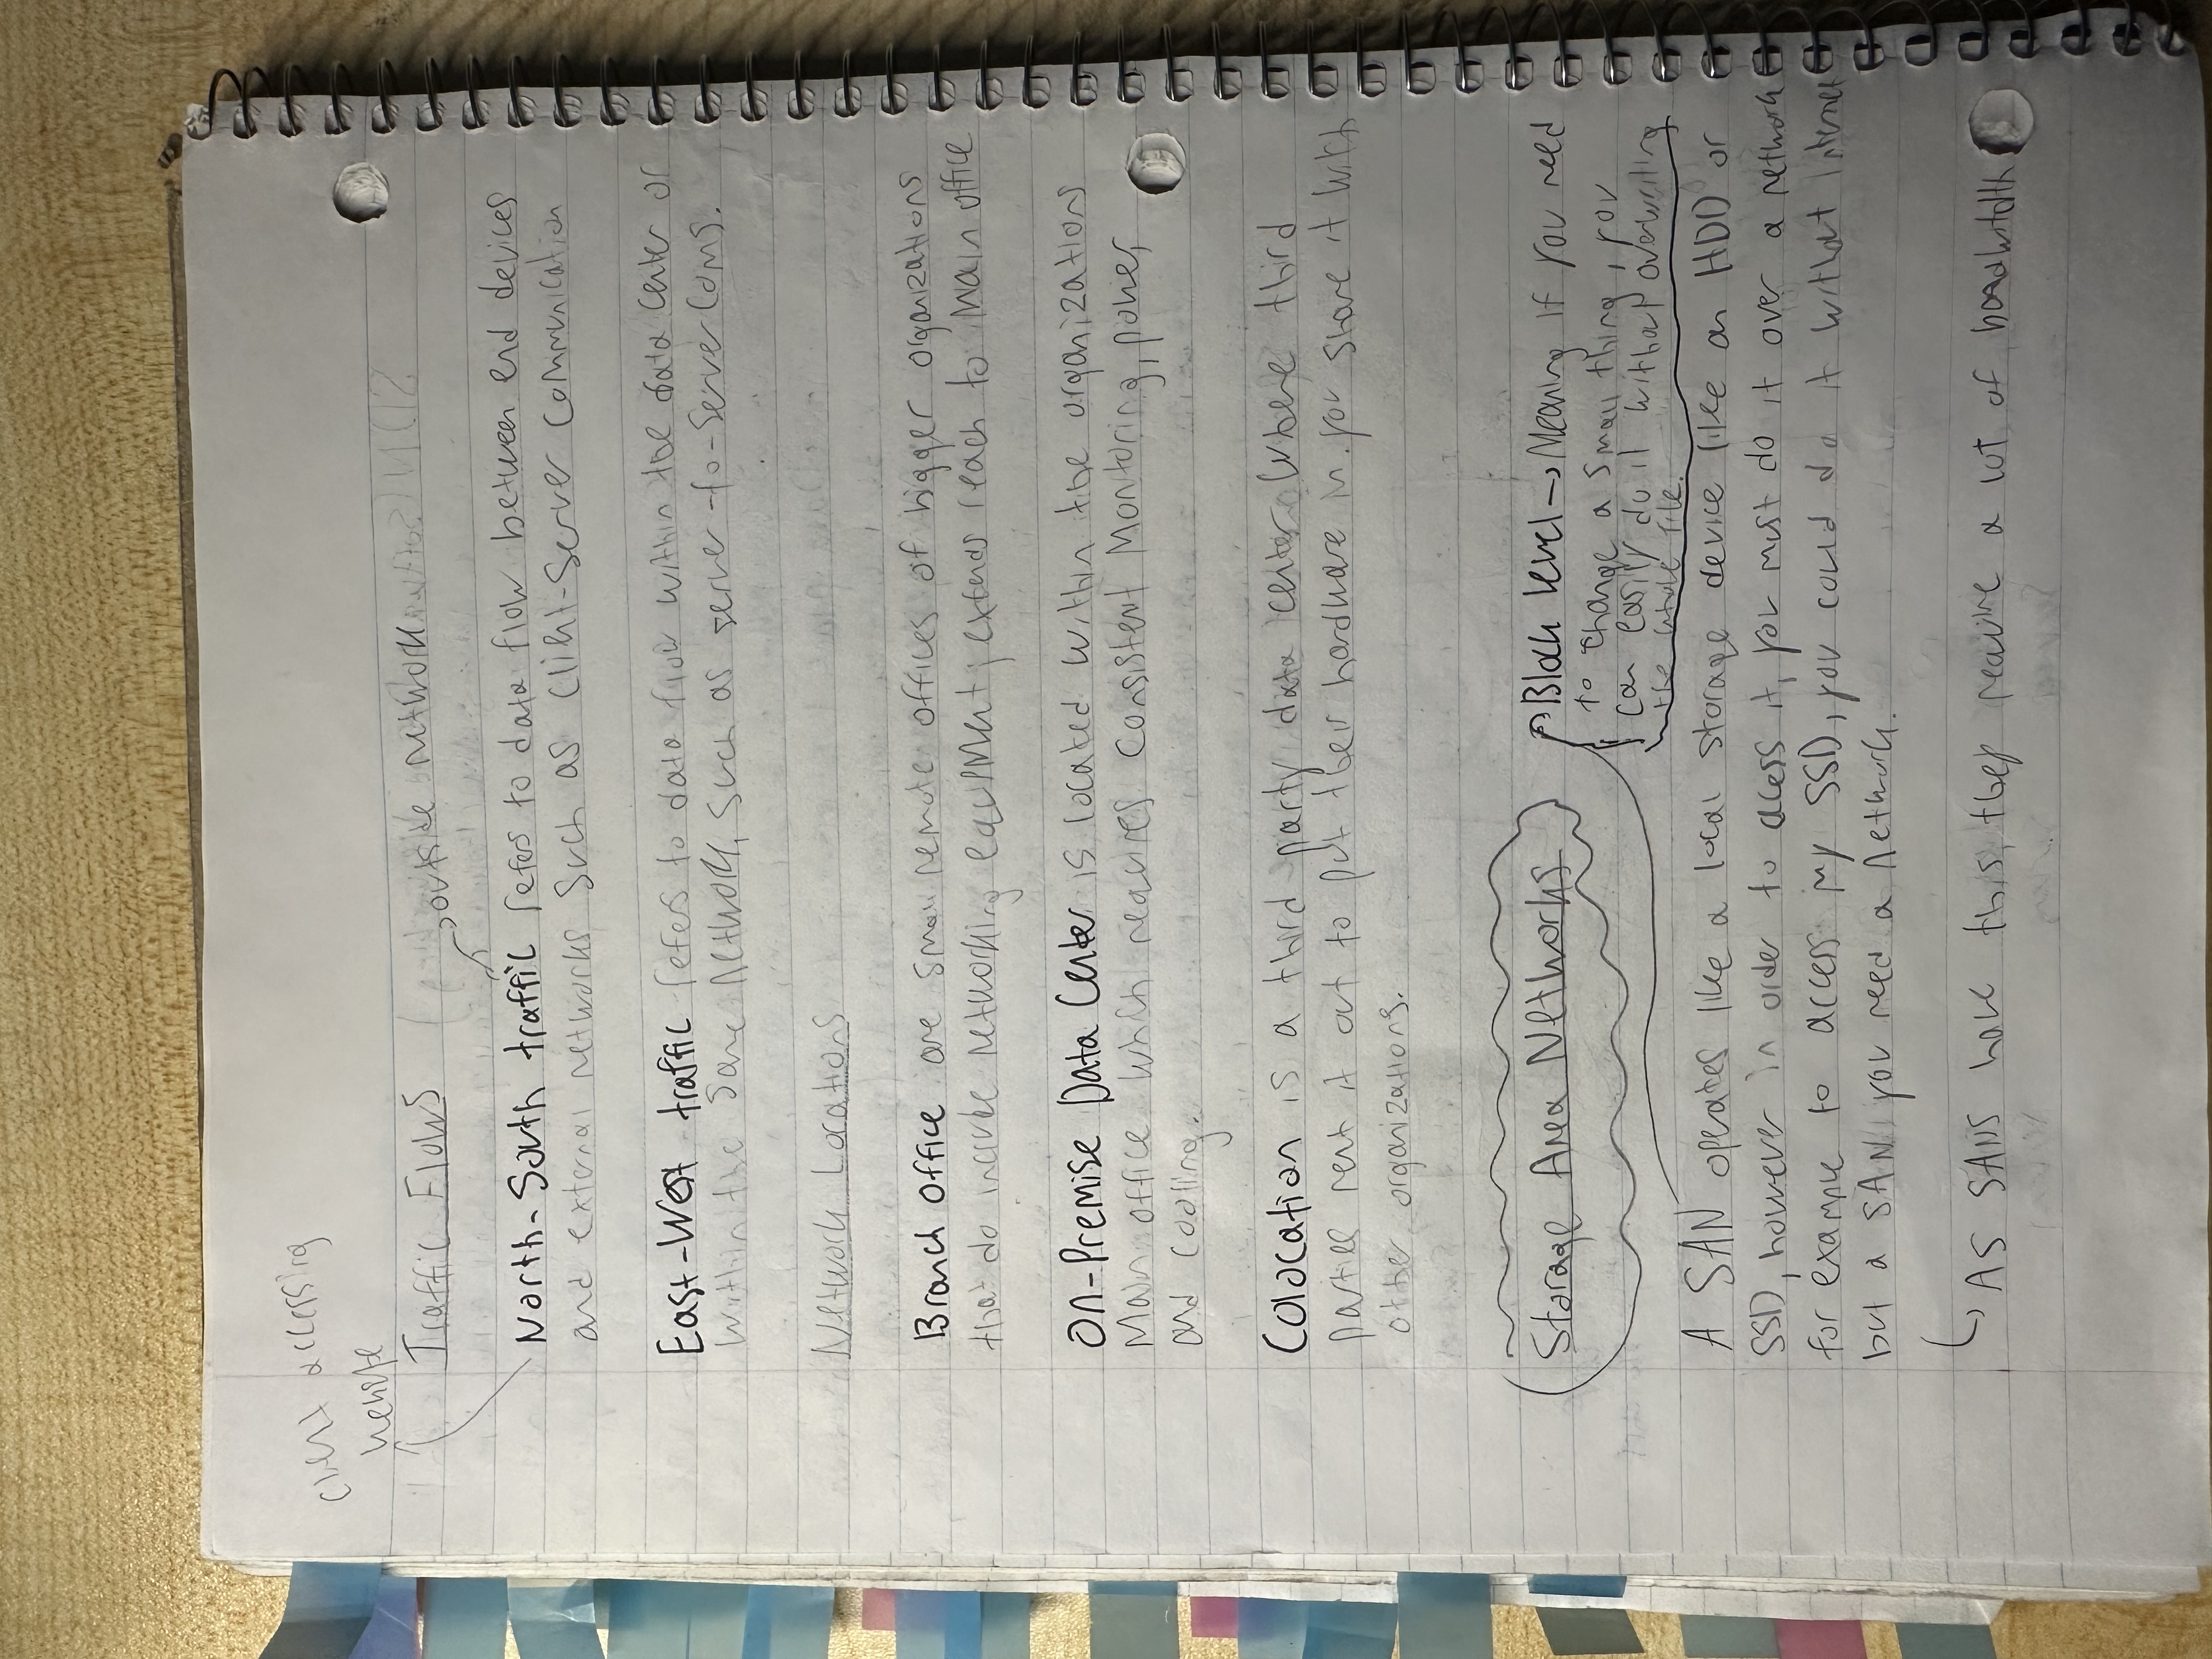 client accessing
website
Traffic Flows
outside network
North-South traffic refers to data flow between end devices
and external networks such as client-server communication
East-West traffic refers to data flow within the data center or
within the same network, such as server-to-server coms.
Network Locations
Branch office are small remote offices of bigger organizations
that do include networking equipment; extends reach to main office
On-Premise Data Center is located within the organizations
main office which requires consistent monitoring, power,
and cooling.
Colocation is a third party data center where third
parties rent it out to put their hardware in. you share it with
other organizations.
Storage Area Networks
Block level → Meaning if you need
to change a small thing, you
can easily do it without overwriting
the whole file.
A SAN operates like a local storage device like an HDD or
SSD, however in order to acess it, you must do it over a network
for example to access my SSD, you could do it without internet
but a SAN you need a network.
As SANs have this, they require a lot of bandwidth